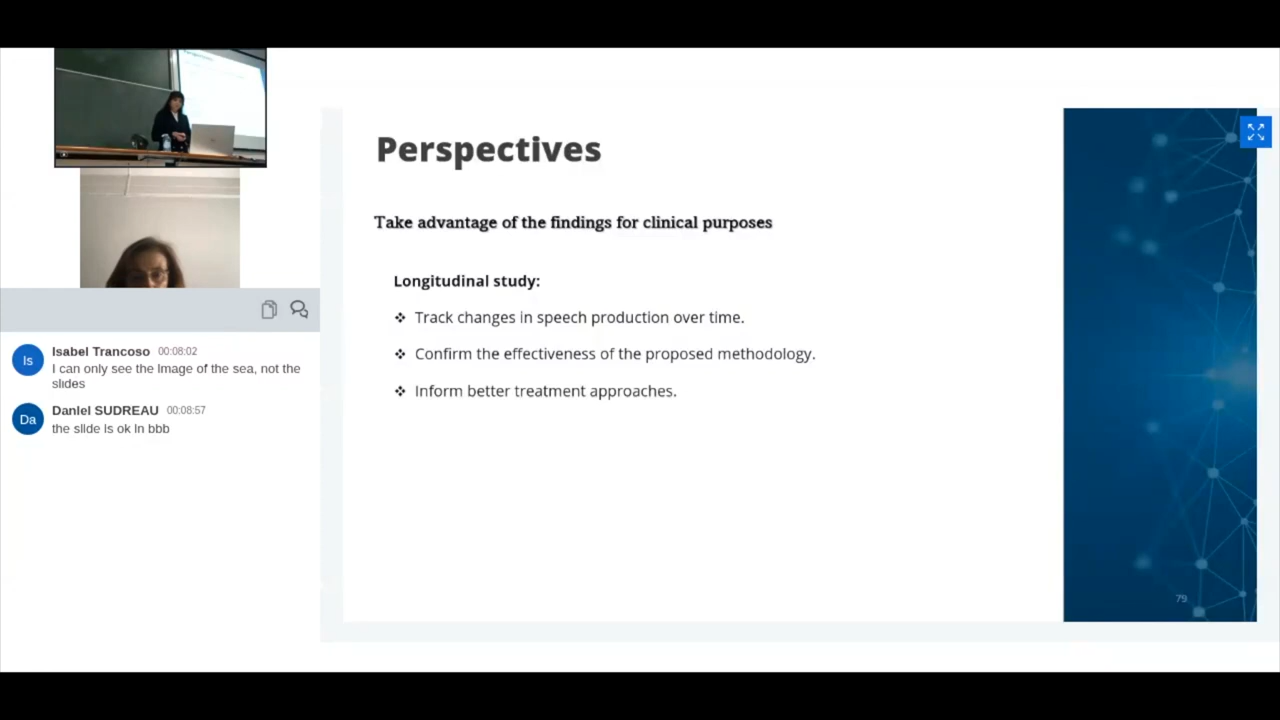 Perspectives
Take advantage of the findings for clinical purposes
Longitudinal study:
❖ Track changes in speech production over time.
❖ Confirm the effectiveness of the proposed methodology.
❖ Inform better treatment approaches.
79
Is
Isabel Trancoso 00:08:02
I can only see the Image of the sea, not the
slides
Da
Daniel SUDREAU 00:08:57
the slide is ok in bbb